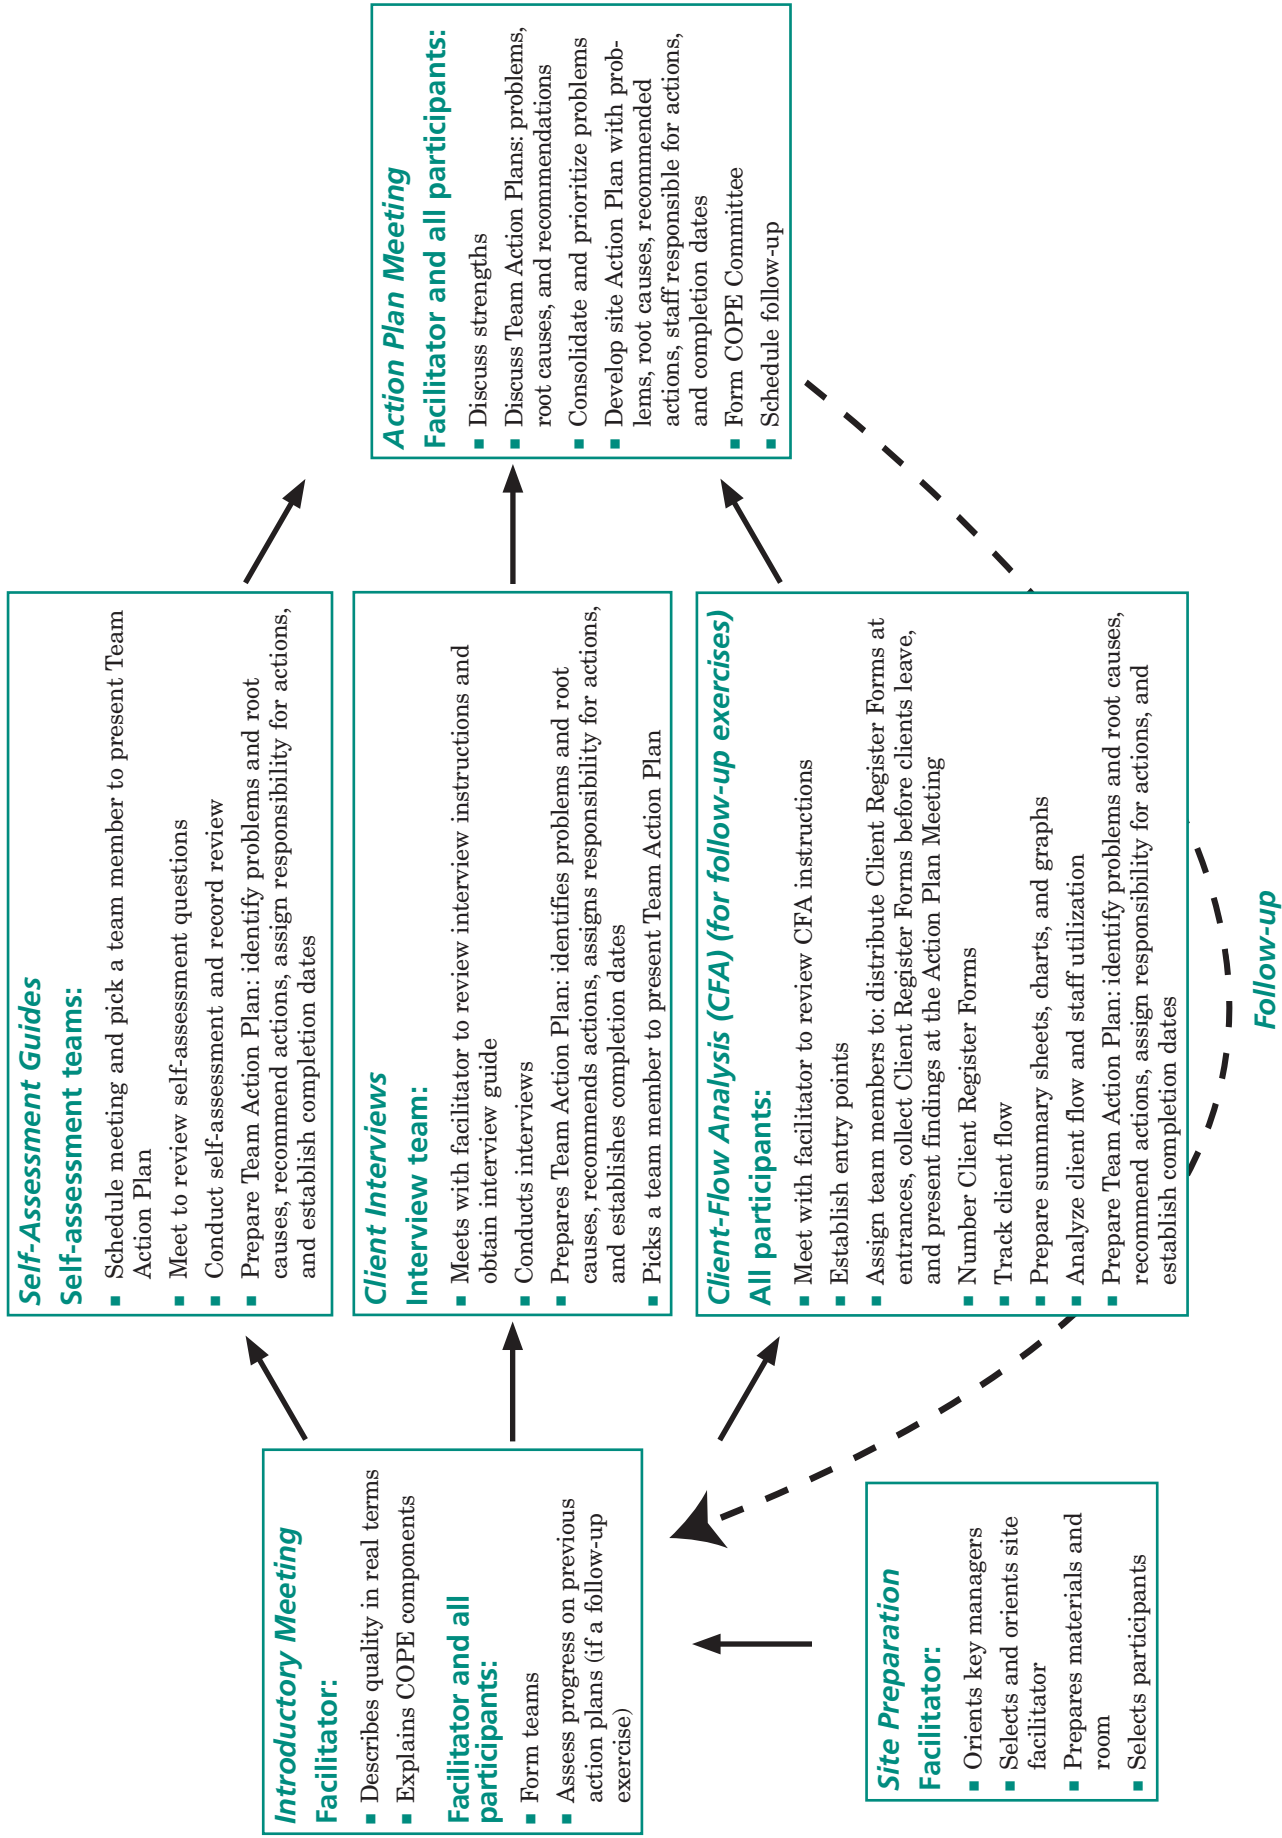 Site Preparation
Facilitator:
■ Orients key managers
■ Selects and orients site
facilitator
■ Prepares materials and
room
■ Selects participants
Introductory Meeting
Facilitator:
■ Describes quality in real terms
■ Explains COPE components
Facilitator and all
participants:
■ Form teams
■ Assess progress on previous
action plans (if a follow-up
exercise)
Self-Assessment Guides
Self-assessment teams:
■ Schedule meeting and pick a team member to present Team
Action Plan
■ Meet to review self-assessment questions
■ Conduct self-assessment and record review
■ Prepare Team Action Plan: identify problems and root
causes, recommend actions, assign responsibility for actions,
and establish completion dates
Client Interviews
Interview team:
■ Meets with facilitator to review interview instructions and
obtain interview guide
■ Conducts interviews
■ Prepares Team Action Plan: identifies problems and root
causes, recommends actions, assigns responsibility for actions,
and establishes completion dates
■ Picks a team member to present Team Action Plan
Client-Flow Analysis (CFA) (for follow-up exercises)
All participants:
■ Meet with facilitator to review CFA instructions
■ Establish entry points
■ Assign team members to: distribute Client Register Forms at
entrances, collect Client Register Forms before clients leave,
and present findings at the Action Plan Meeting
■ Number Client Register Forms
■ Track client flow
■ Prepare summary sheets, charts, and graphs
■ Analyze client flow and staff utilization
■ Prepare Team Action Plan: identify problems and root causes,
recommend actions, assign responsibility for actions, and
establish completion dates
Action Plan Meeting
Facilitator and all participants:
■ Discuss strengths
■ Discuss Team Action Plans: problems,
root causes, and recommendations
■ Consolidate and prioritize problems
■ Develop site Action Plan with prob-
lems, root causes, recommended
actions, staff responsible for actions,
and completion dates
■ Form COPE Committee
■ Schedule follow-up
Follow-up